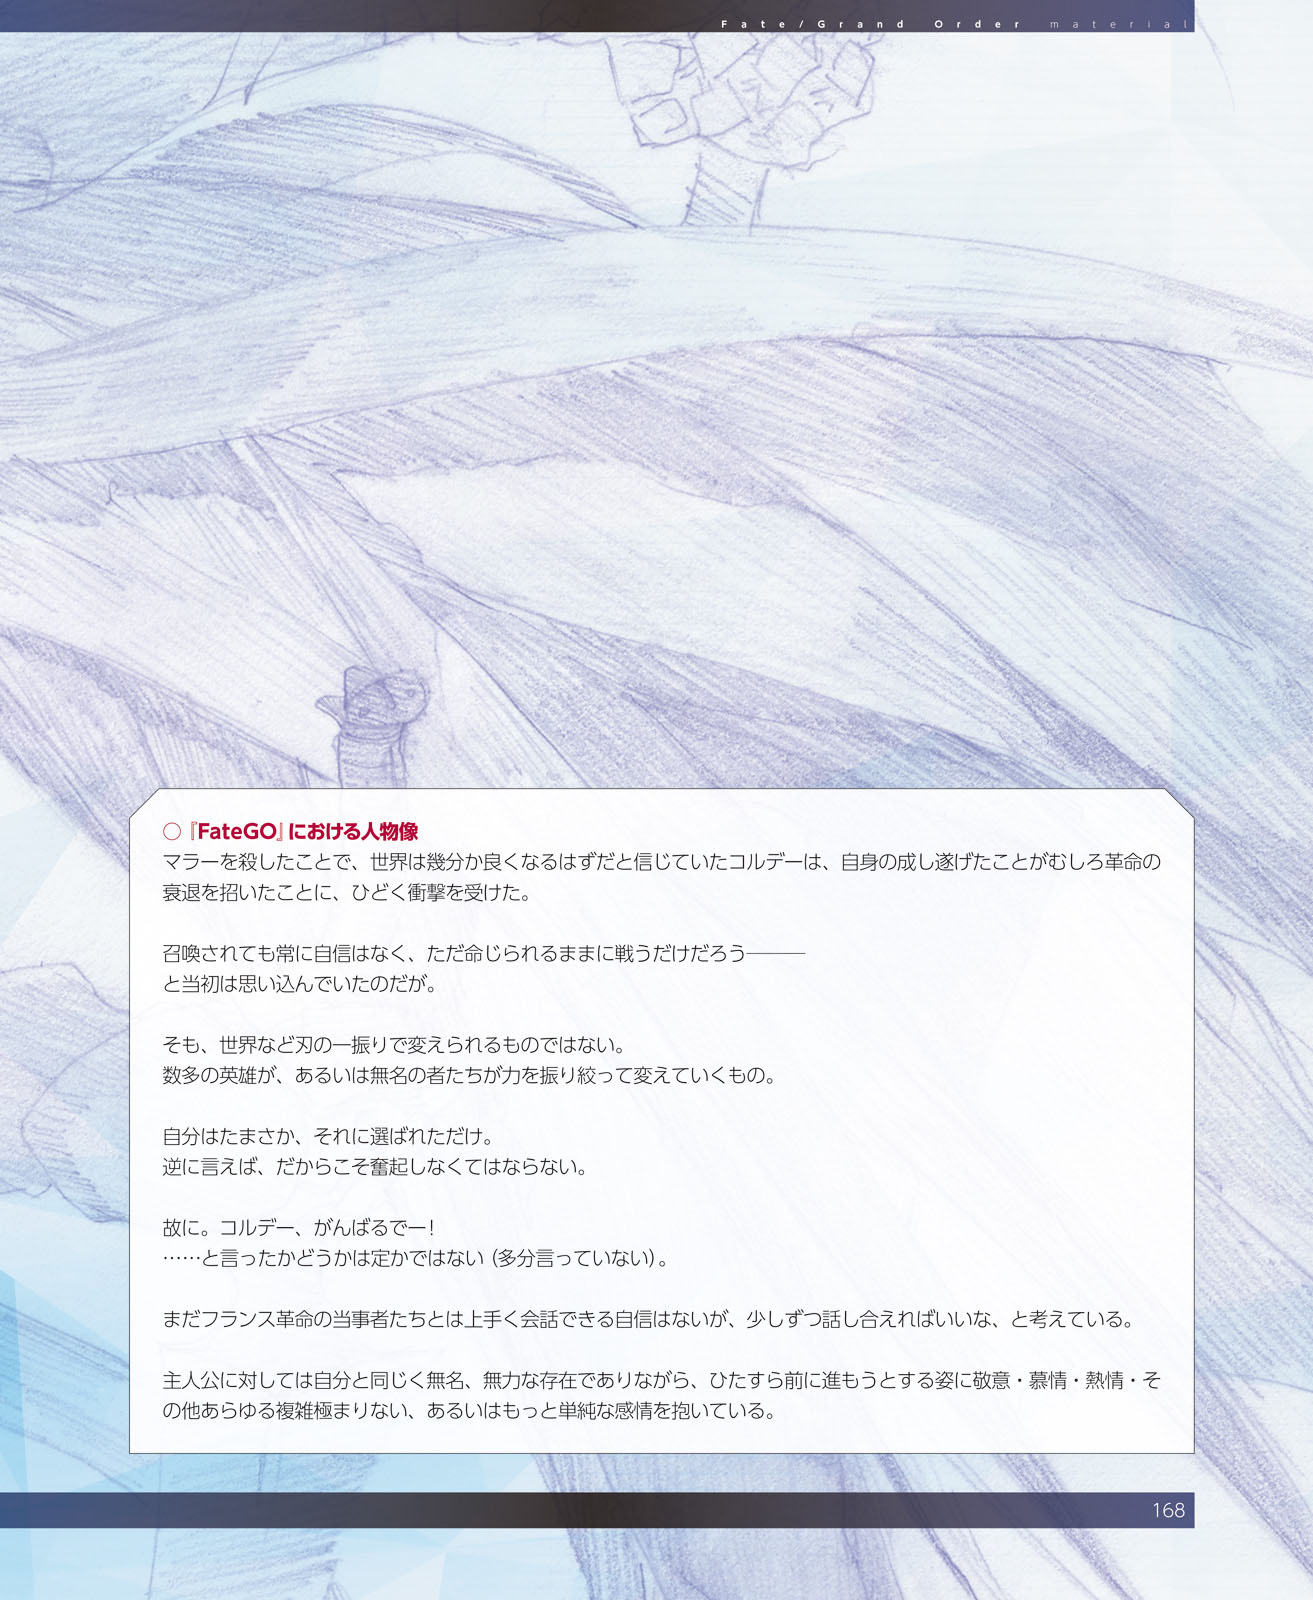 Fate/Grand Order material
○『FateGO』における人物像
マラーを殺したことで、世界は幾分か良くなるはずだと信じていたコルデーは、自身の成し遂げたことがむしろ革命の
衰退を招いたことに、ひどく衝撃を受けた。
召喚されても常に自信はなく、ただ命じられるままに戦うだけだろう───
と当初は思い込んでいたのだが。
そも、世界など刃の一振りで変えられるものではない。
数多の英雄が、あるいは無名の者たちが力を振り絞って変えていくもの。
自分はたまさか、それに選ばれただけ。
逆に言えば、だからこそ奮起しなくてはならない。
故に。コルデー、がんばるでー!
……と言ったかどうかは定かではない（多分言っていない）。
まだフランス革命の当事者たちとは上手く会話できる自信はないが、少しずつ話し合えればいいな、と考えている。
主人公に対しては自分と同じく無名、無力な存在でありながら、ひたすら前に進もうとする姿に敬意・慕情・熱情・そ
の他あらゆる複雑極まりない、あるいはもっと単純な感情を抱いている。
168